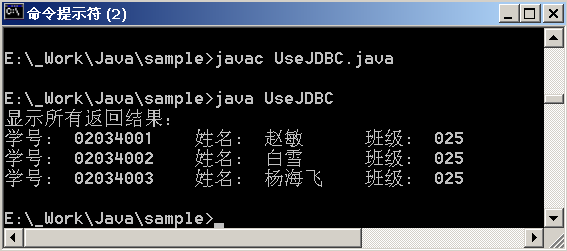 命令提示符 (2)
E:\_Work\Java\sample>javac UseJDBC.java
E:\_Work\Java\sample>java UseJDBC
显示所有返回结果:
学号: 02034001 姓名: 赵敏 班级: 025
学号: 02034002 姓名: 白雪 班级: 025
学号: 02034003 姓名: 杨海飞 班级: 025
E:\_Work\Java\sample>